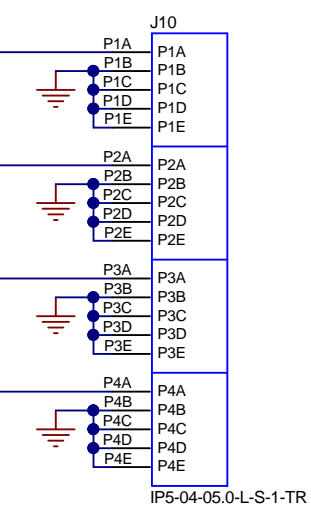 J10
P1A P1A
P1B P1B
P1C P1C
P1D P1D
P1E P1E
P2A P2A
P2B P2B
P2C P2C
P2D P2D
P2E P2E
P3A P3A
P3B P3B
P3C P3C
P3D P3D
P3E P3E
P4A P4A
P4B P4B
P4C P4C
P4D P4D
P4E P4E
IP5-04-05.0-L-S-1-TR